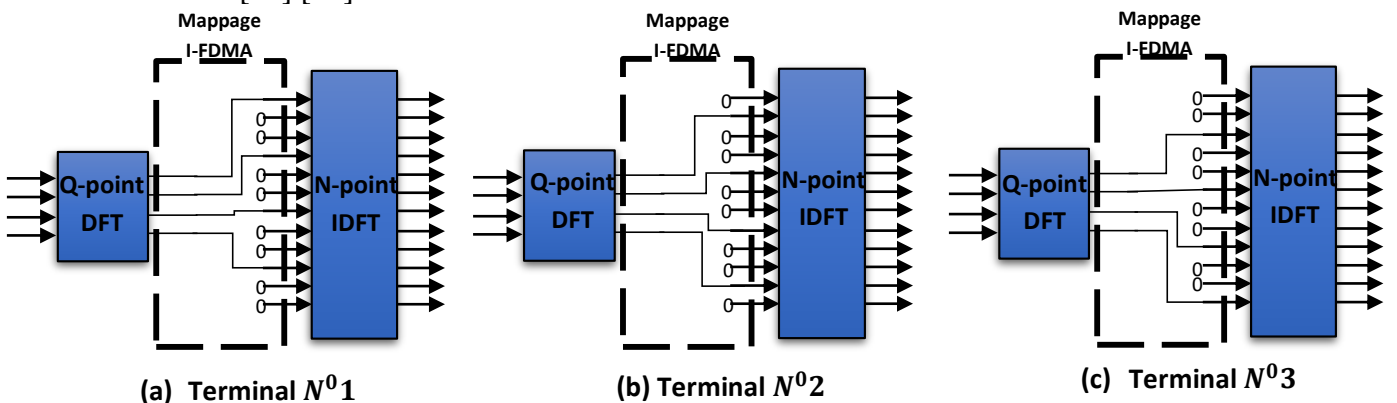 Mappage
I-FDMA
0
0
0
0
0
0
0
0
Q-point
DFT
N-point
IDFT
(a) Terminal N⁰1
Mappage
I-FDMA
0
0
0
0
0
0
0
0
Q-point
DFT
N-point
IDFT
(b) Terminal N⁰2
Mappage
I-FDMA
0
0
0
0
0
0
0
0
Q-point
DFT
N-point
IDFT
(c) Terminal N⁰3